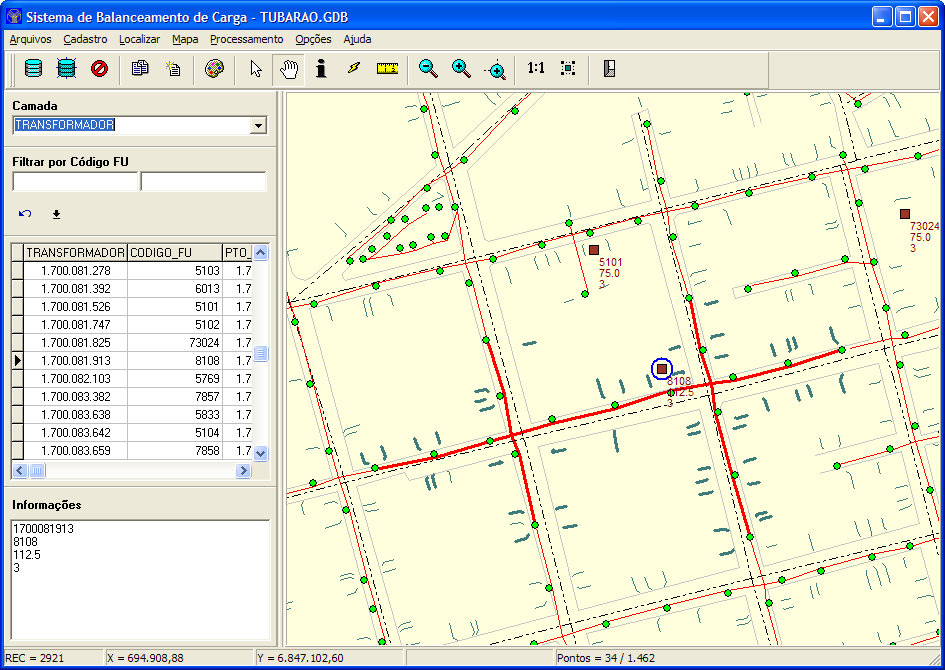 Sistema de Balanceamento de Carga - TUBARAO.GDB
Arquivos Cadastro Localizar Mapa Processamento Opções Ajuda
1:1
Camada
TRANSFORMADOR
Filtrar por Código FU
TRANSFORMADOR CODIGO_FU PTO_
1.700.081.278 5103 1.7
1.700.081.392 6013 1.7
1.700.081.526 5101 1.7
1.700.081.747 5102 1.7
1.700.081.825 73024 1.7
1.700.081.913 8108 1.7
1.700.082.103 5769 1.7
1.700.083.382 7857 1.7
1.700.083.638 5833 1.7
1.700.083.642 5104 1.7
1.700.083.659 7858 1.7
Informações
1700081913
8108
112.5
3
5101
75.0
3
73024
75.0
3
8108
112.5
3
REC = 2921 X = 694.908,88 Y = 6.847.102,60 Pontos = 34 / 1.462